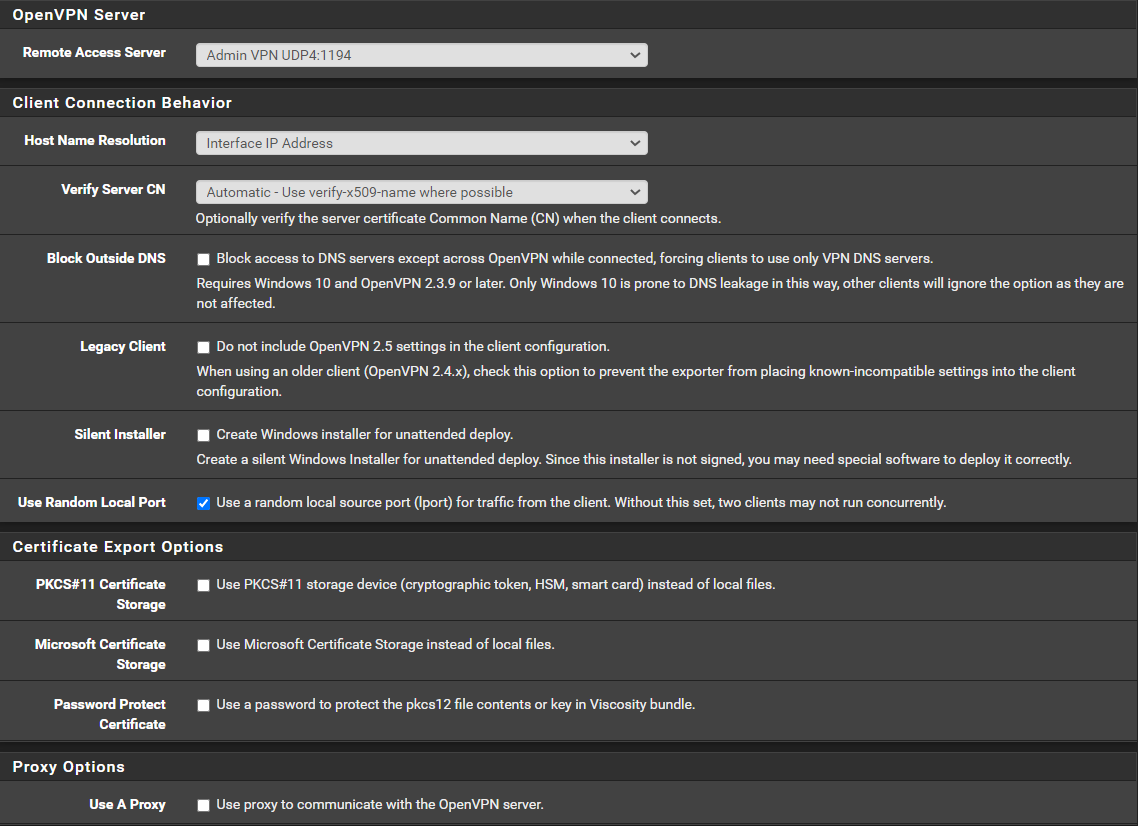 OpenVPN Server
Remote Access Server
Admin VPN UDP4:1194
Client Connection Behavior
Host Name Resolution
Interface IP Address
Verify Server CN
Automatic - Use verify-x509-name where possible
Optionally verify the server certificate Common Name (CN) when the client connects.
Block Outside DNS
Block access to DNS servers except across OpenVPN while connected, forcing clients to use only VPN DNS servers.
Requires Windows 10 and OpenVPN 2.3.9 or later. Only Windows 10 is prone to DNS leakage in this way, other clients will ignore the option as they are
not affected.
Legacy Client
Do not include OpenVPN 2.5 settings in the client configuration.
When using an older client (OpenVPN 2.4.x), check this option to prevent the exporter from placing known-incompatible settings into the client
configuration.
Silent Installer
Create Windows installer for unattended deploy.
Create a silent Windows Installer for unattended deploy. Since this installer is not signed, you may need special software to deploy it correctly.
Use Random Local Port
Use a random local source port (lport) for traffic from the client. Without this set, two clients may not run concurrently.
Certificate Export Options
PKCS#11 Certificate
Storage
Use PKCS#11 storage device (cryptographic token, HSM, smart card) instead of local files.
Microsoft Certificate
Storage
Use Microsoft Certificate Storage instead of local files.
Password Protect
Certificate
Use a password to protect the pkcs12 file contents or key in Viscosity bundle.
Proxy Options
Use A Proxy
Use proxy to communicate with the OpenVPN server.